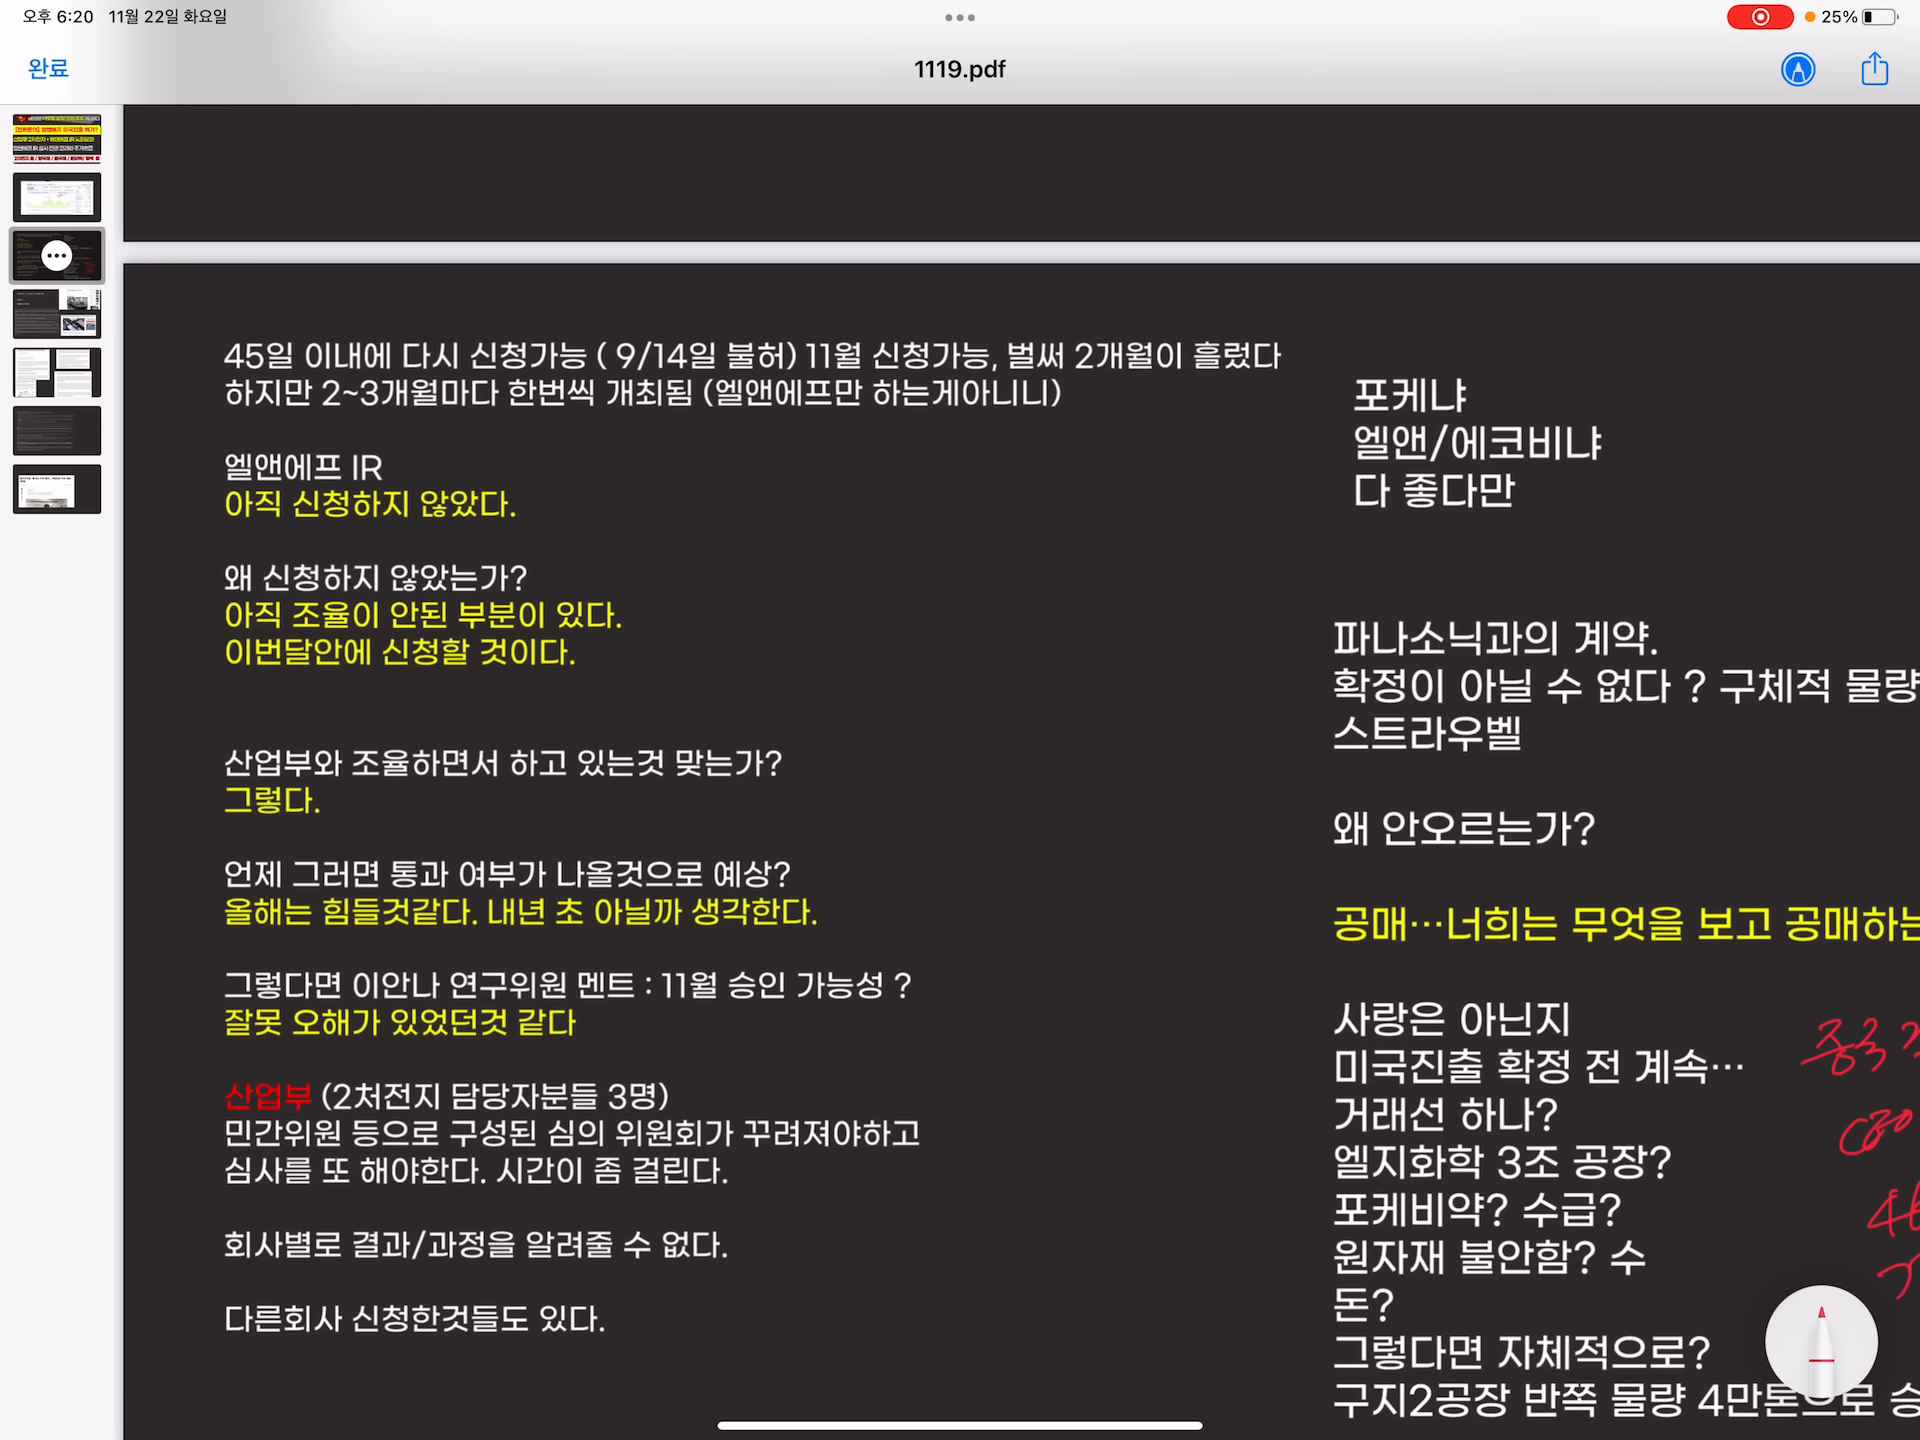 오후 6:20 11월 22일 화요일
25%
완료
1119.pdf
45일 이내에 다시 신청가능 ( 9/14일 불허) 11월 신청가능, 벌써 2개월이 흘렀다
하지만 2~3개월마다 한번씩 개최됨 (엘앤에프만 하는게아니니)
엘앤에프 IR
아직 신청하지 않았다.
왜 신청하지 않았는가?
아직 조율이 안된 부분이 있다.
이번달안에 신청할 것이다.
산업부와 조율하면서 하고 있는것 맞는가?
그렇다.
언제 그러면 통과 여부가 나올것으로 예상?
올해는 힘들것같다. 내년 초 아닐까 생각한다.
그렇다면 이안나 연구위원 멘트 : 11월 승인 가능성 ?
잘못 오해가 있었던것 같다
산업부 (2처전지 담당자분들 3명)
민간위원 등으로 구성된 심의 위원회가 꾸려져야하고
심사를 또 해야한다. 시간이 좀 걸린다.
회사별로 결과/과정을 알려줄 수 없다.
다른회사 신청한것들도 있다.
포케냐
엘앤/에코비냐
다 좋다만
파나소닉과의 계약.
확정이 아닐 수 없다 ? 구체적 물량
스트라우벨
왜 안오르는가?
공매…너희는 무엇을 보고 공매하는
사랑은 아닌지
미국진출 확정 전 계속…
거래선 하나?
엘지화학 3조 공장?
포케비약? 수급?
원자재 불안함? 수
돈?
그렇다면 자체적으로?
구지2공장 반쪽 물량 4만톤으로 승
중국
CEO